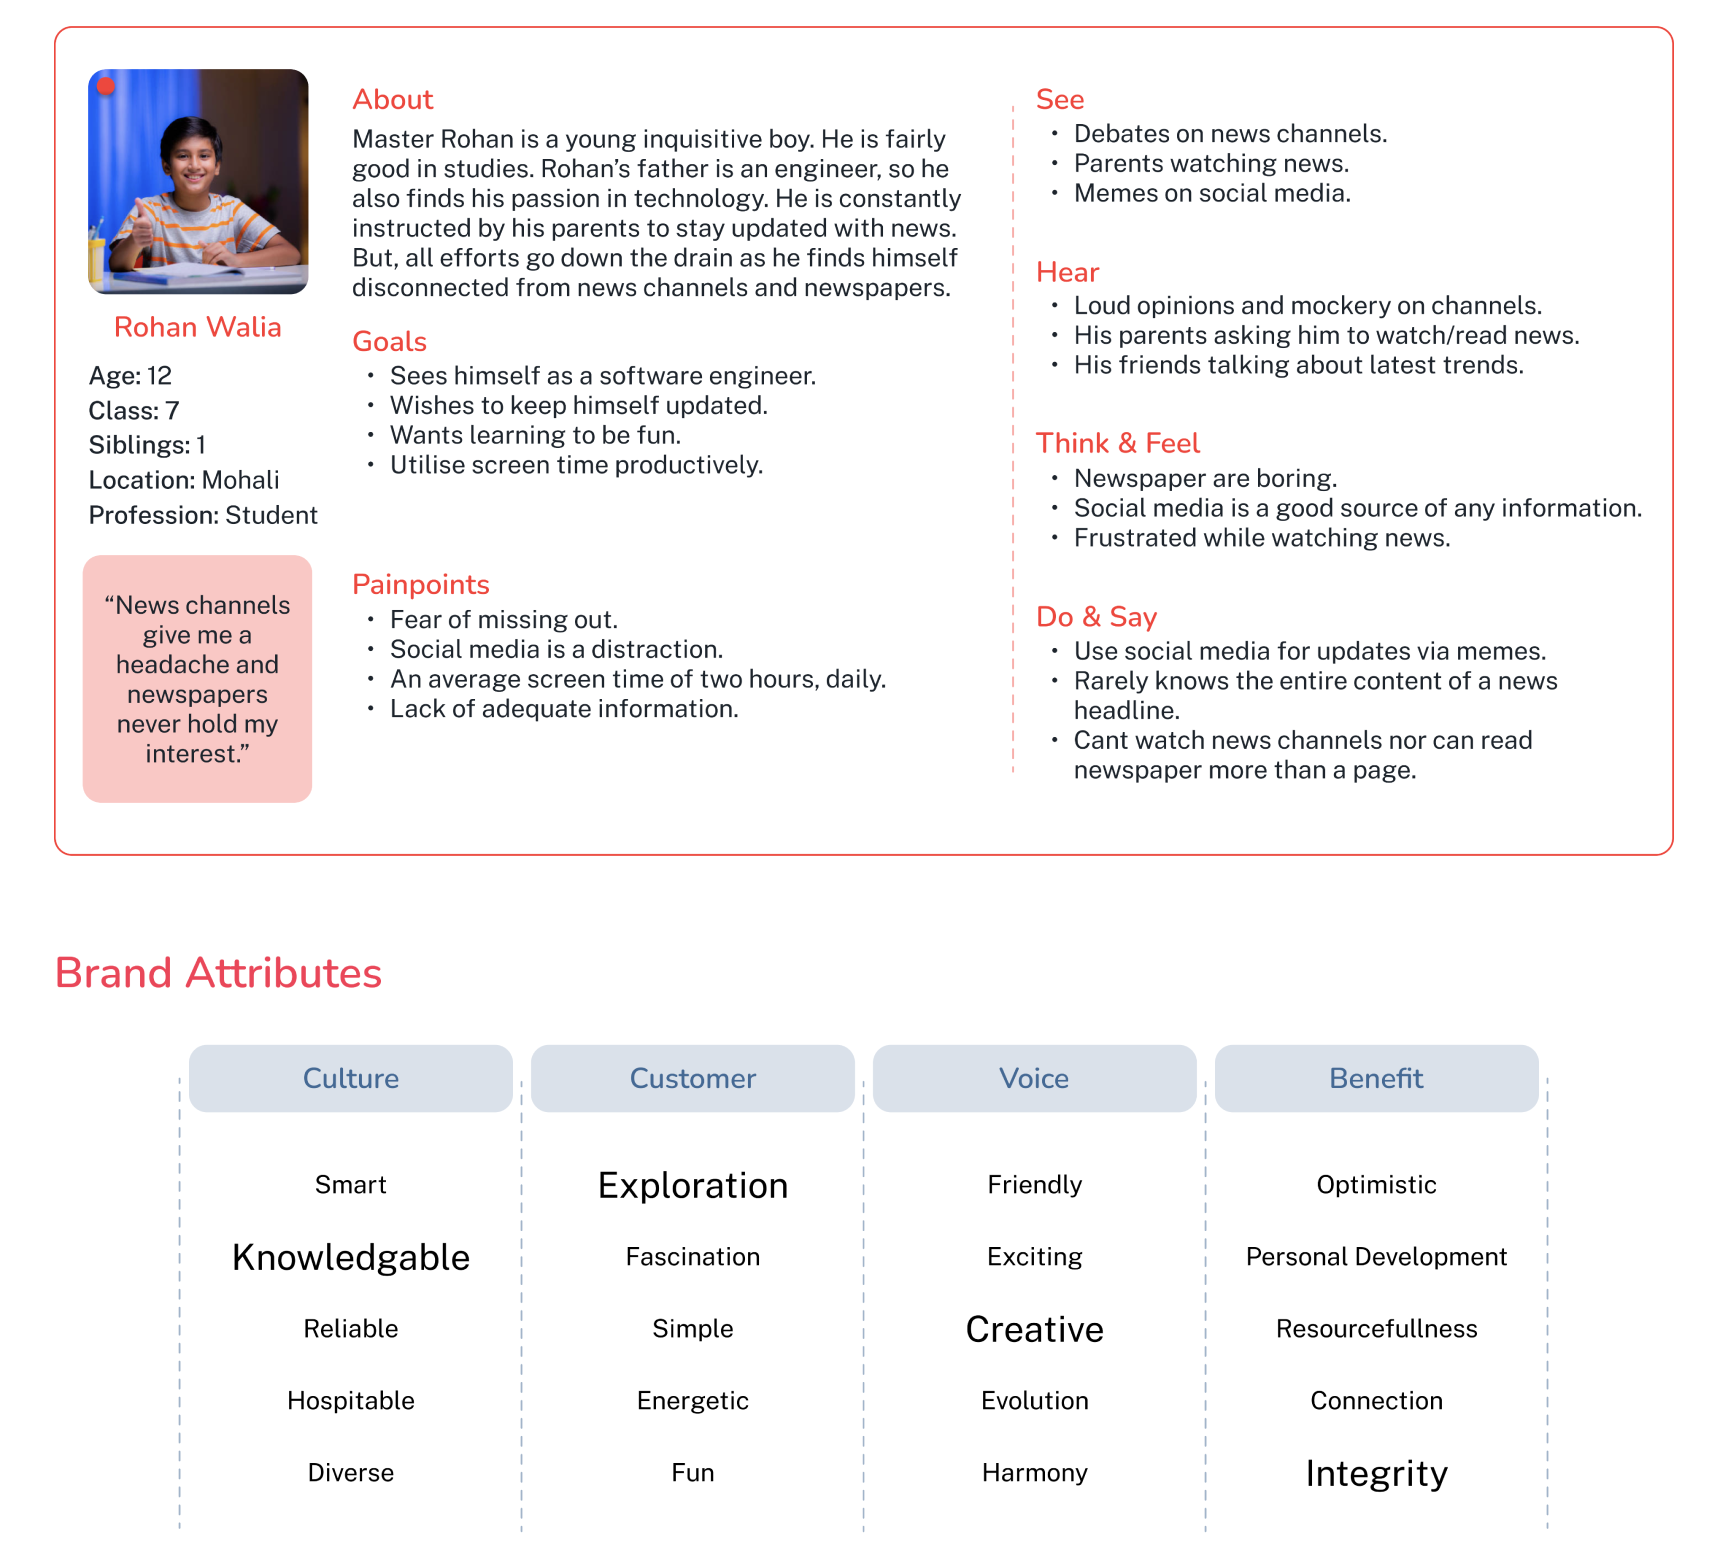 Rohan Walia
Age: 12
Class: 7
Siblings: 1
Location: Mohali
Profession: Student
“News channels
give me a
headache and
newspapers
never hold my
interest.”
About
Master Rohan is a young inquisitive boy. He is fairly
good in studies. Rohan’s father is an engineer, so he
also finds his passion in technology. He is constantly
instructed by his parents to stay updated with news.
But, all efforts go down the drain as he finds himself
disconnected from news channels and newspapers.
Goals
• Sees himself as a software engineer.
• Wishes to keep himself updated.
• Wants learning to be fun.
• Utilise screen time productively.
Painpoints
• Fear of missing out.
• Social media is a distraction.
• An average screen time of two hours, daily.
• Lack of adequate information.
See
• Debates on news channels.
• Parents watching news.
• Memes on social media.
Hear
• Loud opinions and mockery on channels.
• His parents asking him to watch/read news.
• His friends talking about latest trends.
Think & Feel
• Newspaper are boring.
• Social media is a good source of any information.
• Frustrated while watching news.
Do & Say
• Use social media for updates via memes.
• Rarely knows the entire content of a news
headline.
• Cant watch news channels nor can read
newspaper more than a page.
Brand Attributes
Culture
Smart
Knowledgable
Reliable
Hospitable
Diverse
Customer
Exploration
Fascination
Simple
Energetic
Fun
Voice
Friendly
Exciting
Creative
Evolution
Harmony
Benefit
Optimistic
Personal Development
Resourcefullness
Connection
Integrity